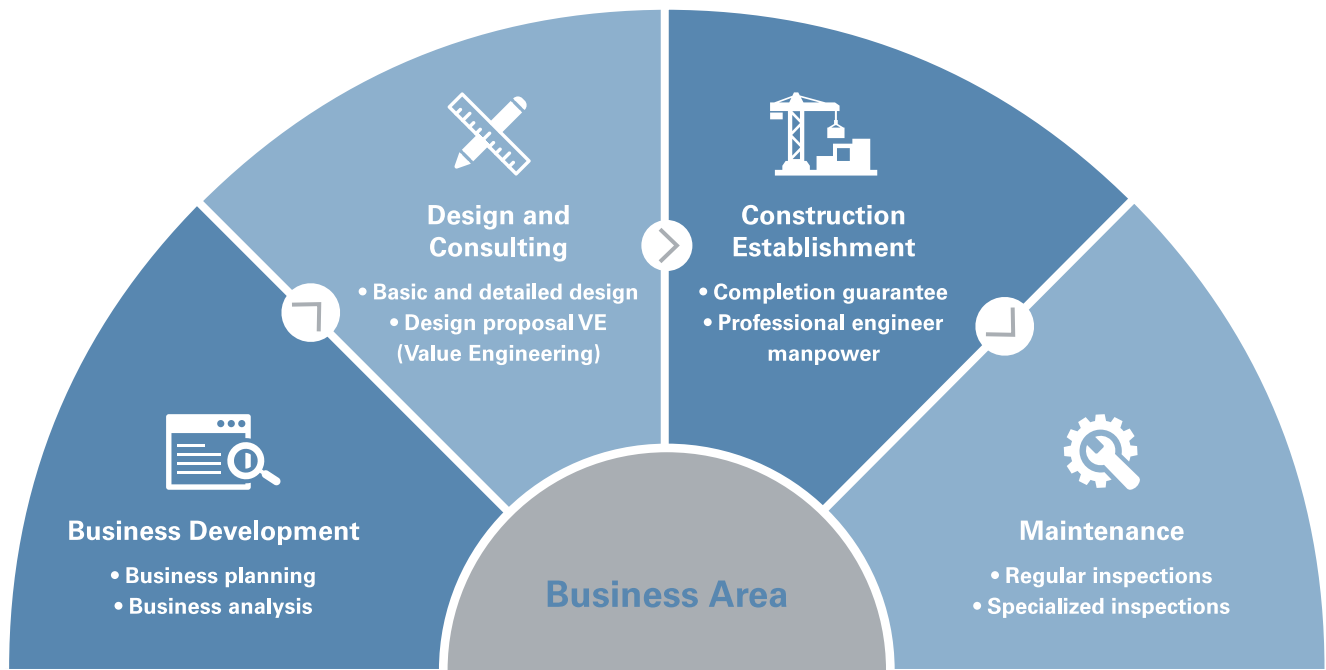 Business Development
• Business planning
• Business analysis
Design and
Consulting
• Basic and detailed design
• Design proposal VE
(Value Engineering)
Construction
Establishment
• Completion guarantee
• Professional engineer
manpower
Maintenance
• Regular inspections
• Specialized inspections
Business Area